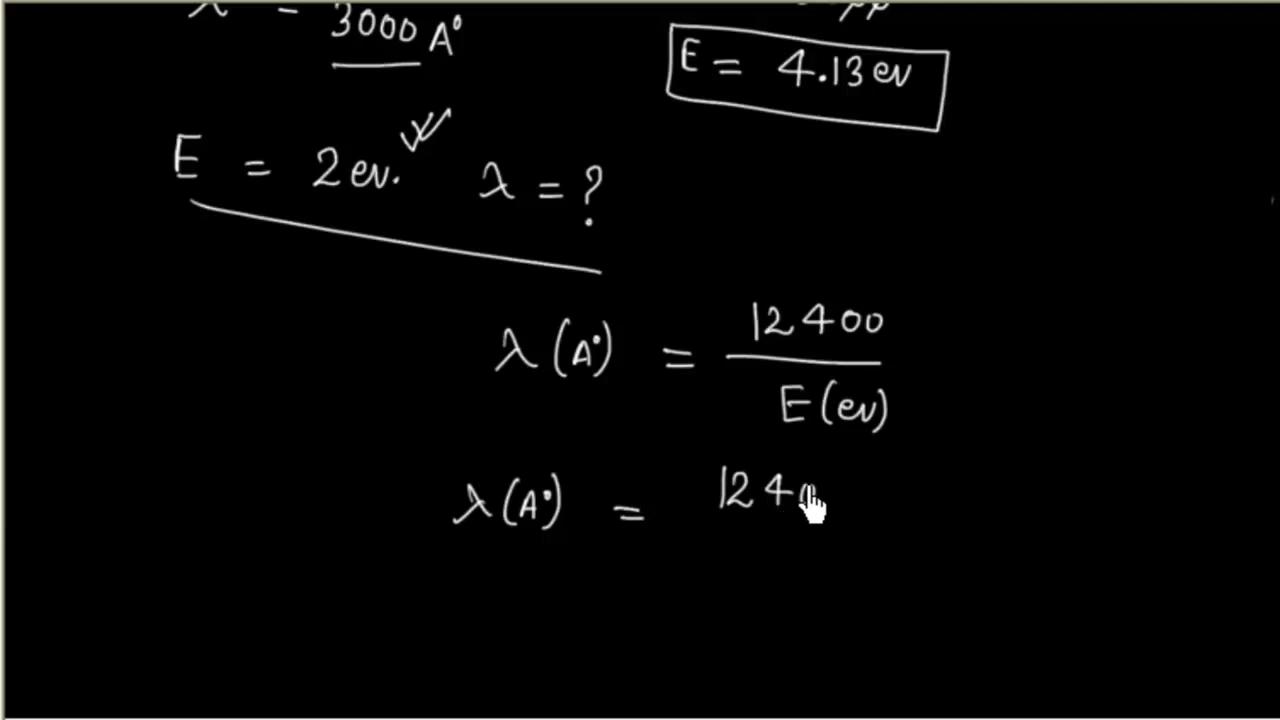 λ = 3000 A°
E = 4.13 ev
E = 2 ev. λ = ?
λ (A°) = 12400 / E (ev)
λ (A°) = 124